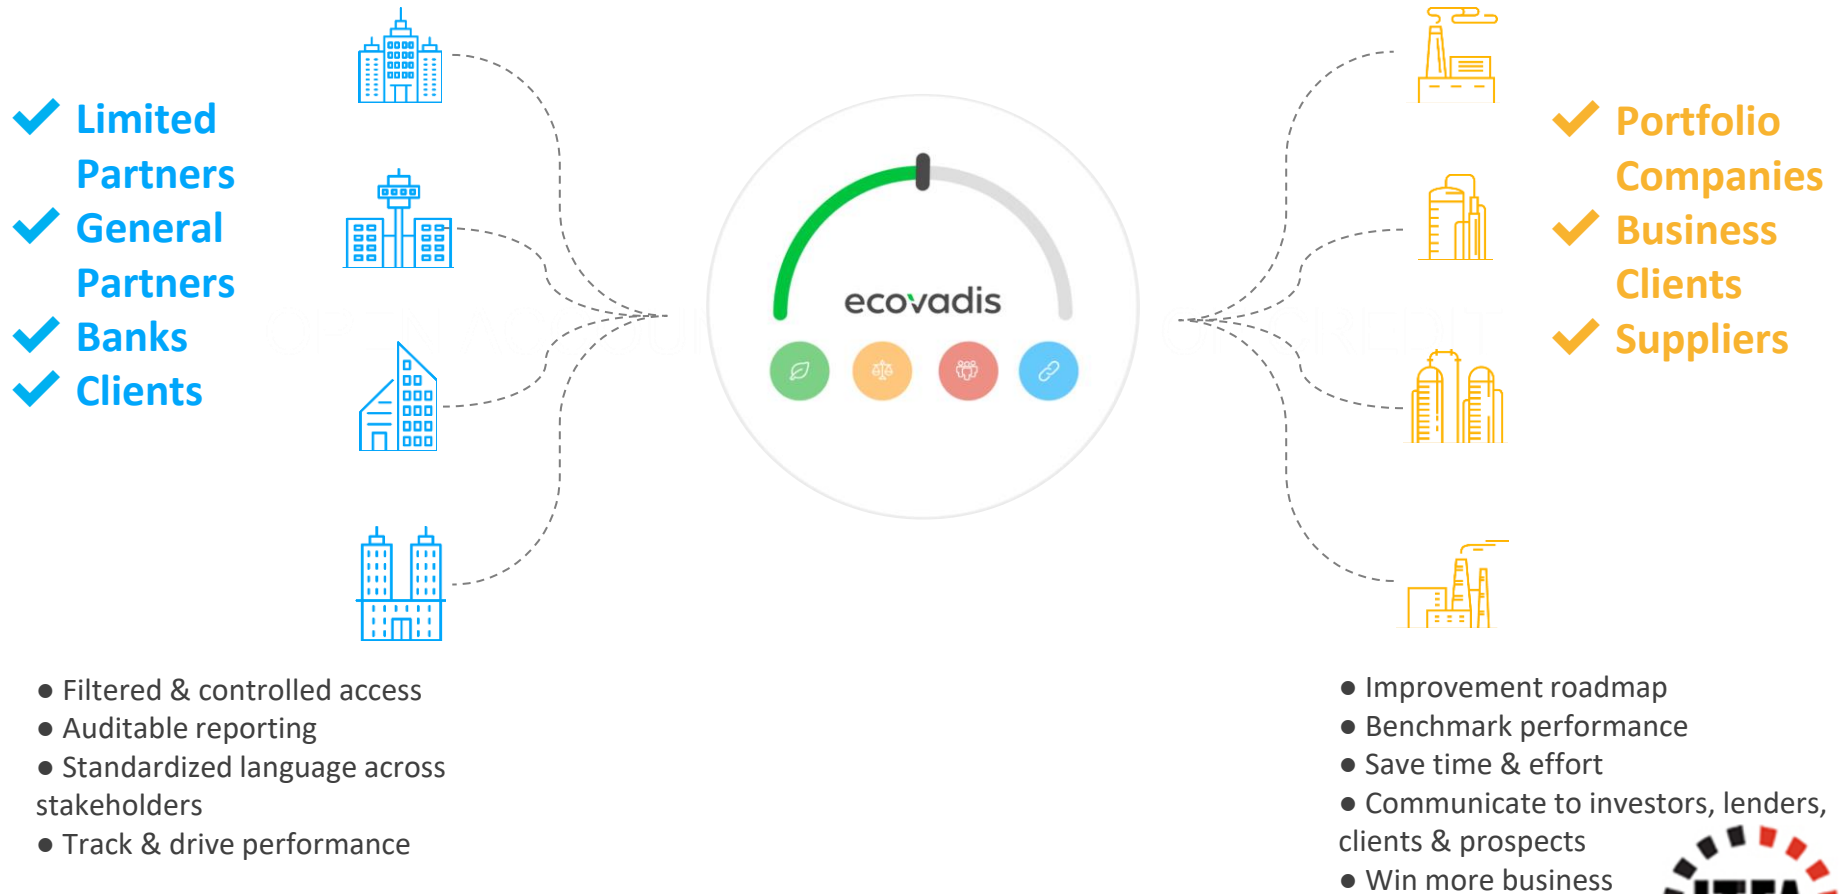 Limited
Partners
General
Partners
Banks
Clients
ecovadis
Portfolio
Companies
Business
Clients
Suppliers
● Filtered & controlled access
● Auditable reporting
● Standardized language across
stakeholders
● Track & drive performance
● Improvement roadmap
● Benchmark performance
● Save time & effort
● Communicate to investors, lenders,
clients & prospects
● Win more business